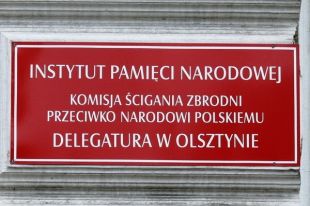 INSTYTUT PAMIĘCI NARODOWEJ
KOMISJA ŚCIGANIA ZBRODNI
PRZECIWKO NARODOWI POLSKIEMU
DELEGATURA W OLSZTYNIE